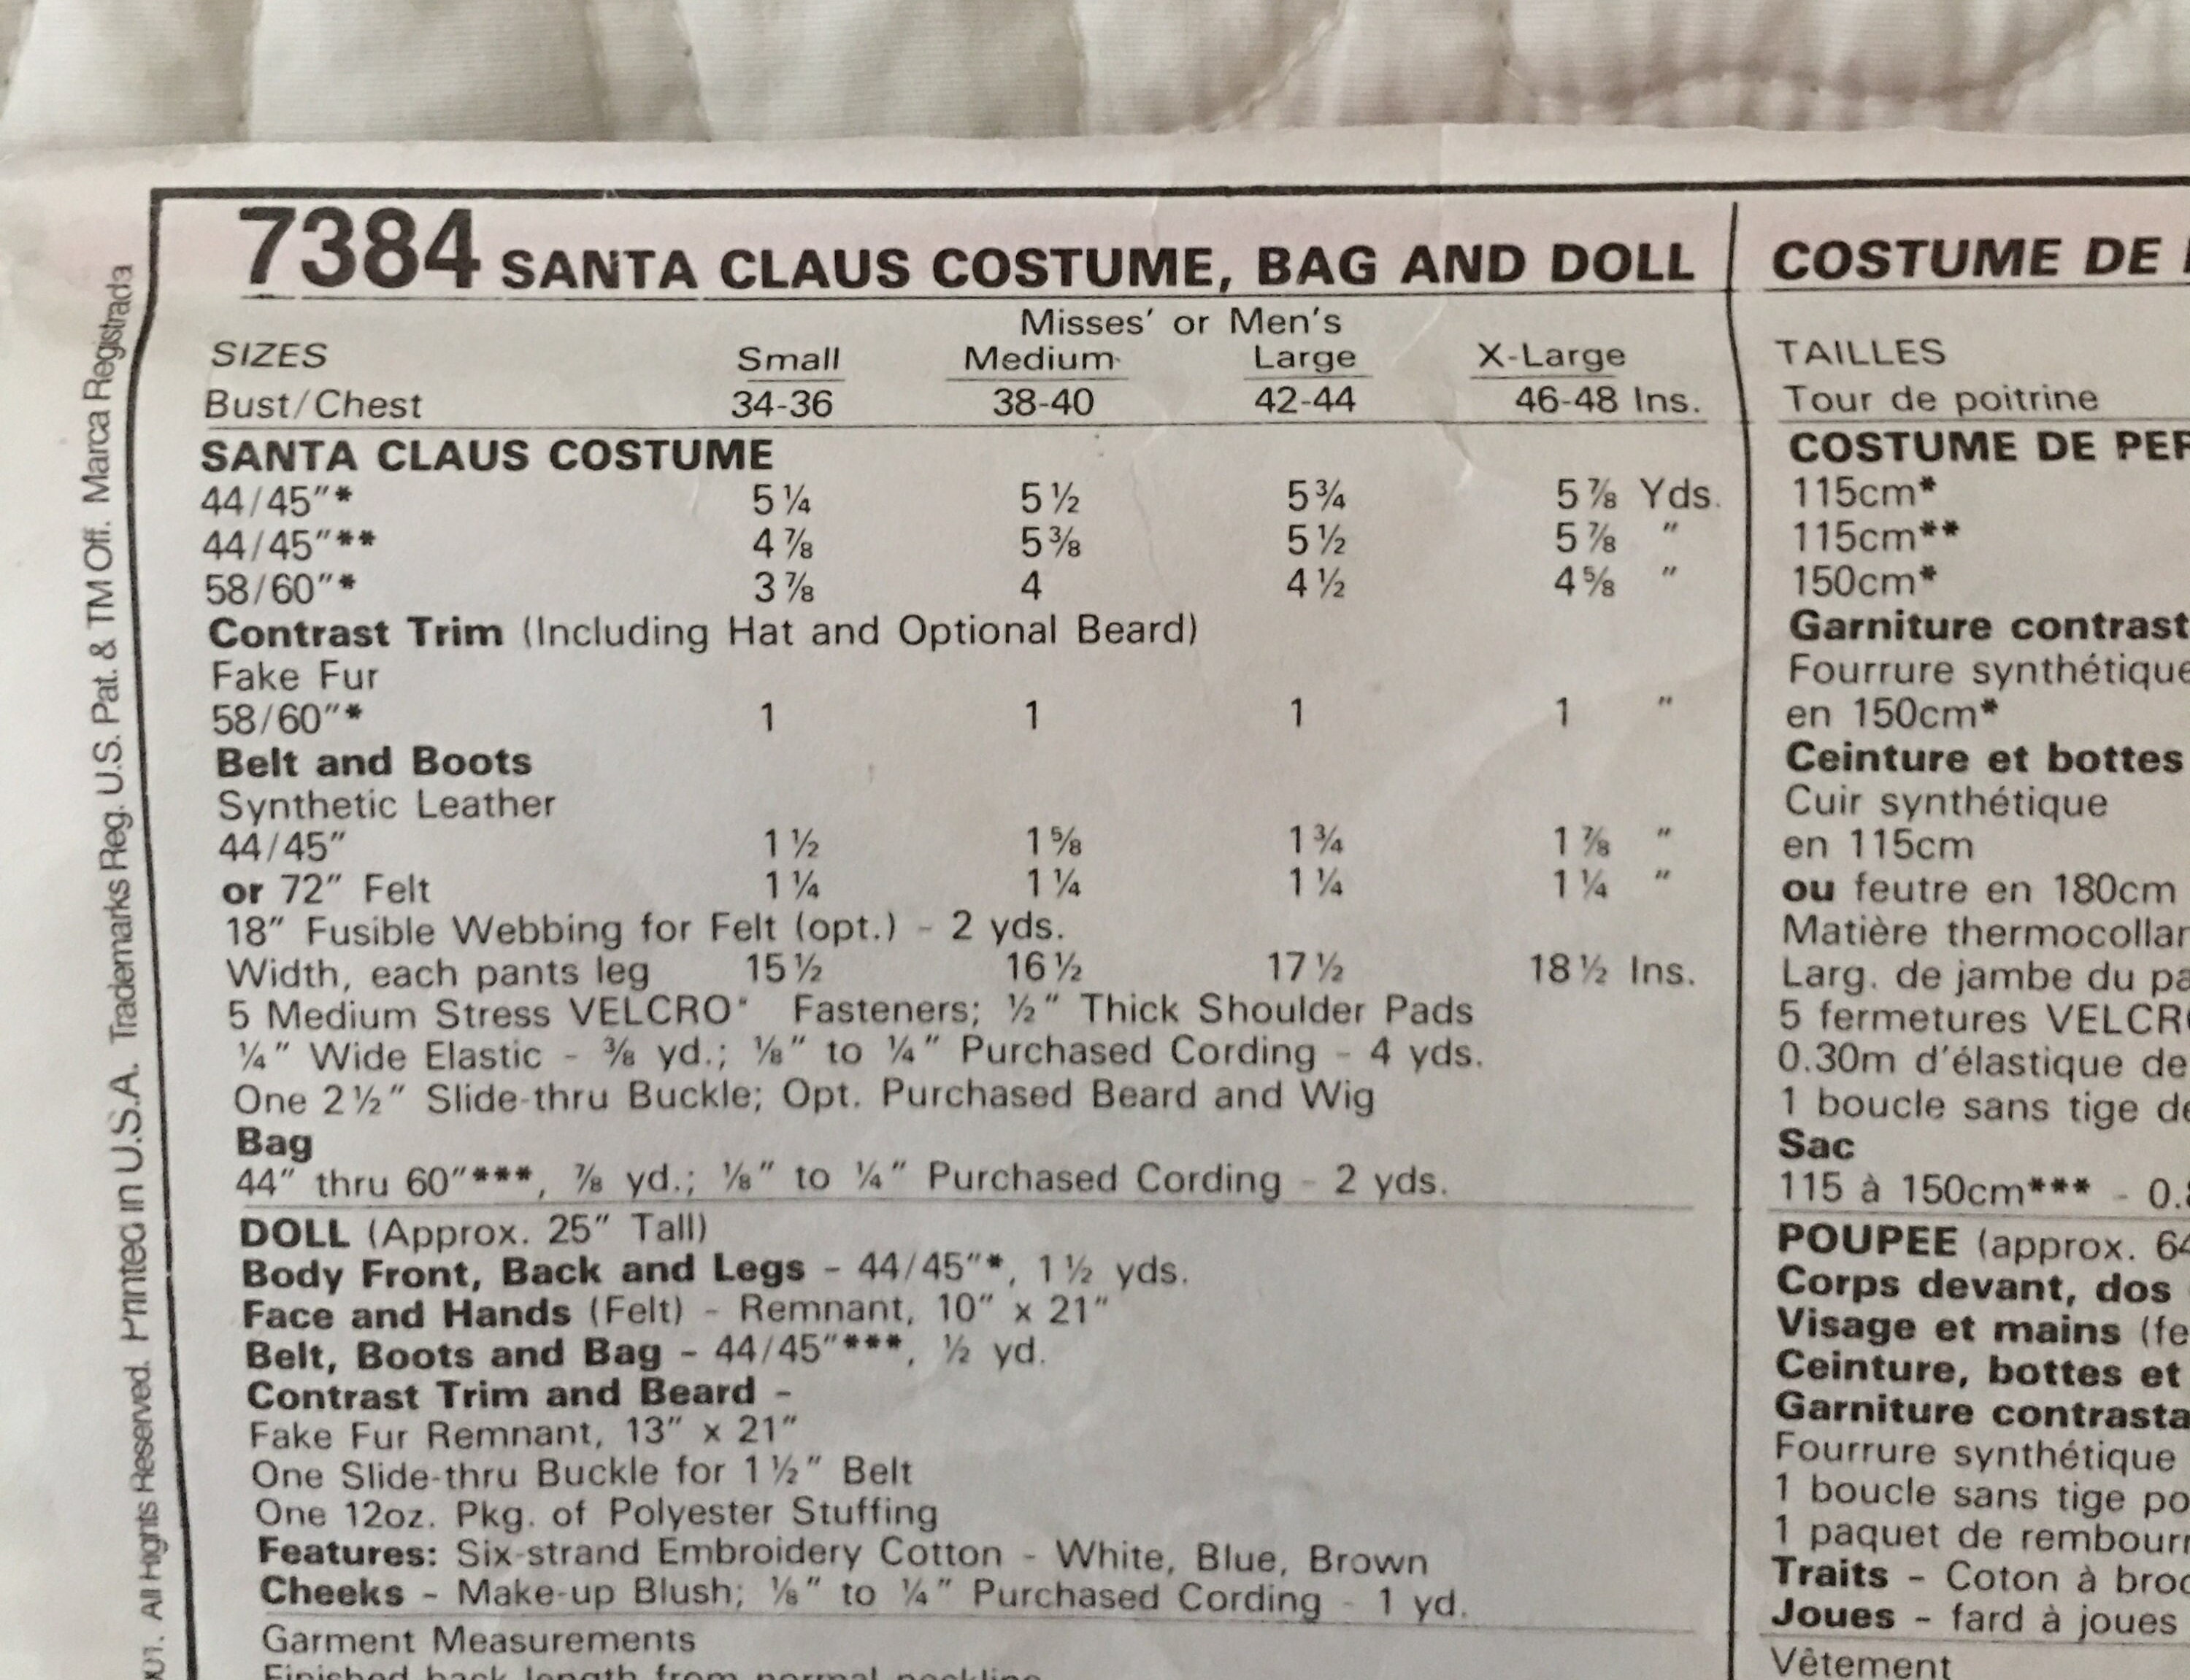 7384 SANTA CLAUS COSTUME, BAG AND DOLL
Misses' or Men's
SIZES Small Medium Large X-Large
Bust/Chest 34-36 38-40 42-44 46-48 Ins.
SANTA CLAUS COSTUME
44/45"* 5¼ 5½ 5¾ 5⅞ Yds.
44/45"** 4⅞ 5⅜ 5½ 5⅞ "
58/60"* 3⅞ 4 4½ 4⅝ "
Contrast Trim (Including Hat and Optional Beard)
Fake Fur
58/60"* 1 1 1 1 "
Belt and Boots
Synthetic Leather
44/45" 1½ 1⅝ 1¾ 1⅞ "
or 72" Felt 1¼ 1¼ 1¼ 1¼ "
18" Fusible Webbing for Felt (opt.) - 2 yds.
Width, each pants leg 15½ 16½ 17½ 18½ Ins.
5 Medium Stress VELCRO* Fasteners; ½" Thick Shoulder Pads
¼" Wide Elastic - ⅜ yd.; ⅛" to ¼" Purchased Cording - 4 yds.
One 2½" Slide-thru Buckle; Opt. Purchased Beard and Wig
Bag
44" thru 60"***, ⅞ yd.; ⅛" to ¼" Purchased Cording - 2 yds.
DOLL (Approx. 25" Tall)
Body Front, Back and Legs - 44/45"*, 1½ yds.
Face and Hands (Felt) - Remnant, 10" x 21"
Belt, Boots and Bag - 44/45"***, ½ yd.
Contrast Trim and Beard -
Fake Fur Remnant, 13" x 21"
One Slide-thru Buckle for 1½" Belt
One 12oz. Pkg. of Polyester Stuffing
Features: Six-strand Embroidery Cotton - White, Blue, Brown
Cheeks - Make-up Blush; ⅛" to ¼" Purchased Cording - 1 yd.
Garment Measurements
Finished back length from normal neckline
COSTUME DE
TAILLES
Tour de poitrine
COSTUME DE PER
115cm*
115cm**
150cm*
Garniture contrast
Fourrure synthétique
en 150cm*
Ceinture et bottes
Cuir synthétique
en 115cm
ou feutre en 180cm
Matière thermocollan
Larg. de jambe du pa
5 fermetures VELCRO
0.30m d'élastique de
1 boucle sans tige de
Sac
115 à 150cm*** - 0.8
POUPEE (approx. 64
Corps devant, dos
Visage et mains (fe
Ceinture, bottes et
Garniture contrasta
Fourrure synthétique
1 boucle sans tige po
1 paquet de rembourr
Traits - Coton à broc
Joues - fard à joues
Vêtement
All Rights Reserved. Printed in U.S.A. Trademarks Reg. U.S. Pat. & TM Off. Marca Registrada